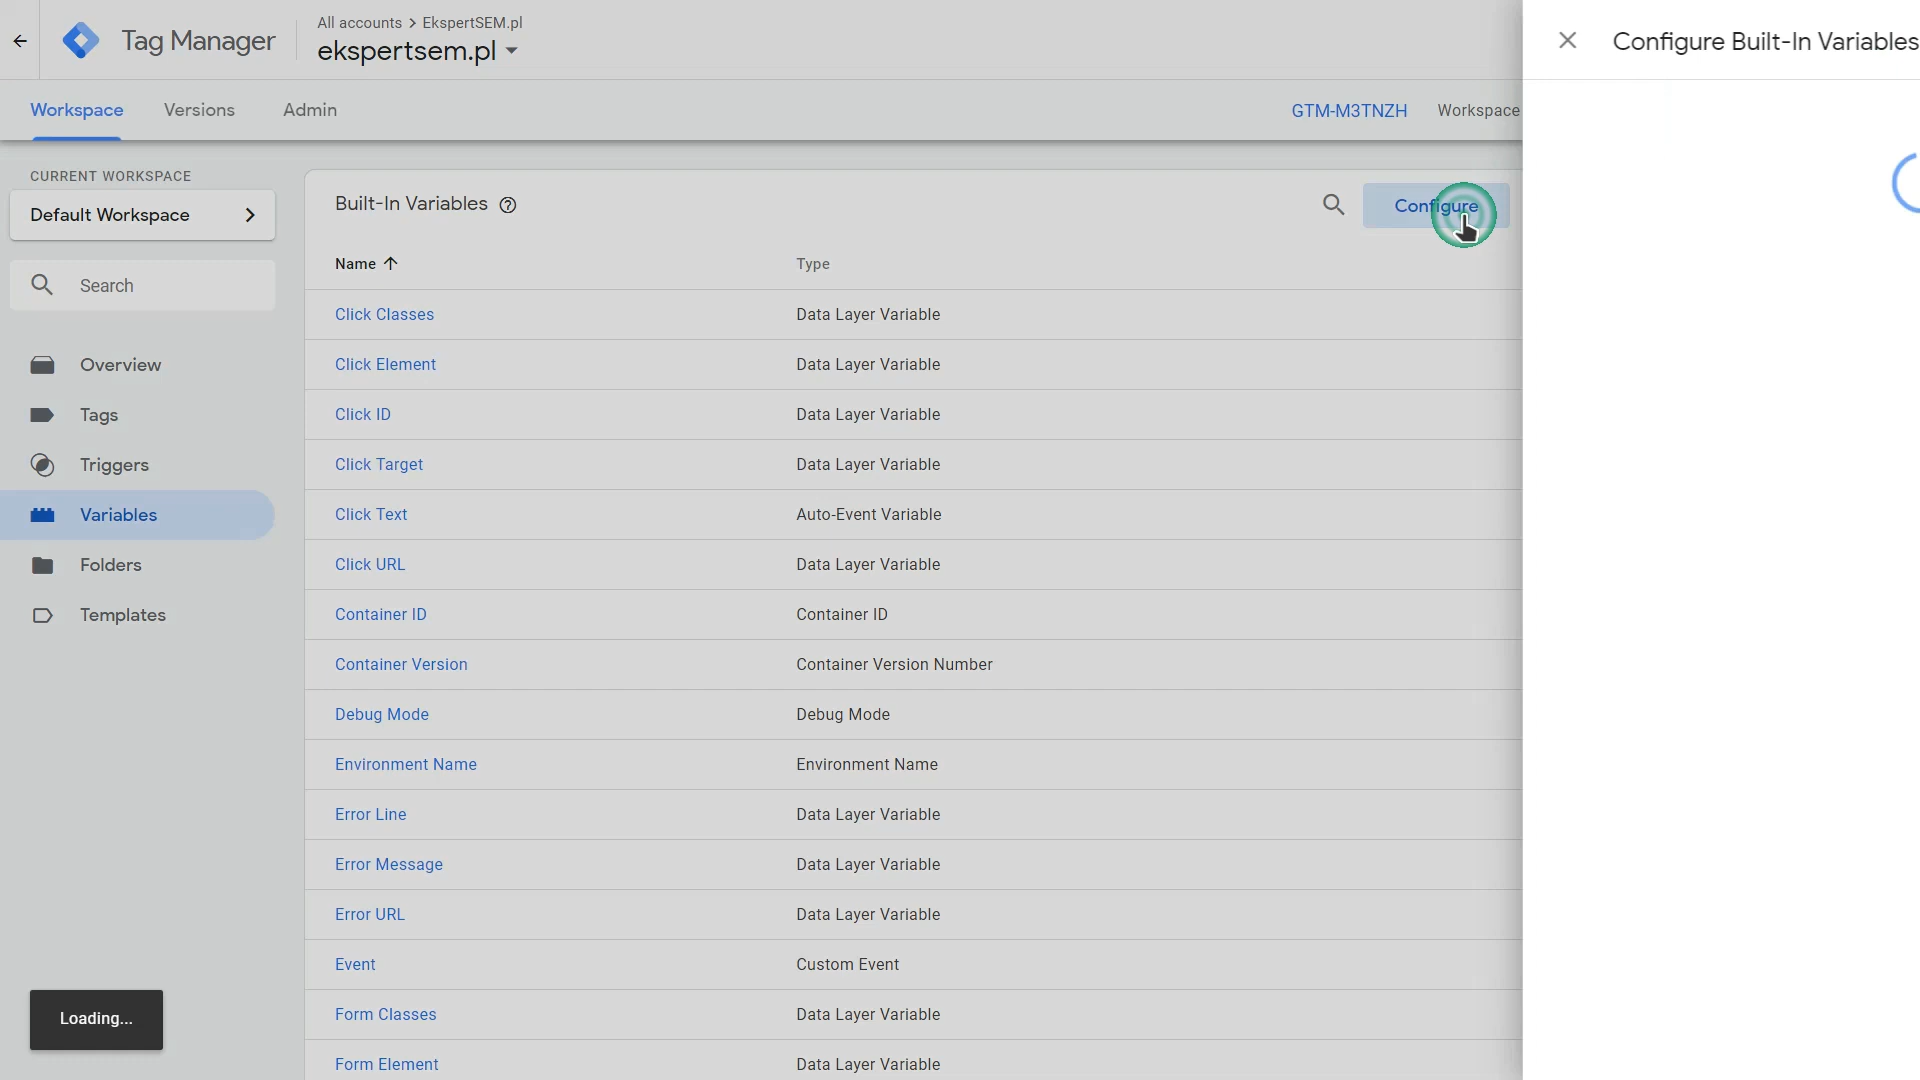 All accounts > EkspertSEM.pl
Tag Manager
ekspertsem.pl
Configure Built-In Variables
Workspace
Versions
Admin
GTM-M3TNZH
Workspace
CURRENT WORKSPACE
Default Workspace
Search
Overview
Tags
Triggers
Variables
Folders
Templates
Loading...
Built-In Variables
Configure
Name Type
Click Classes Data Layer Variable
Click Element Data Layer Variable
Click ID Data Layer Variable
Click Target Data Layer Variable
Click Text Auto-Event Variable
Click URL Data Layer Variable
Container ID Container ID
Container Version Container Version Number
Debug Mode Debug Mode
Environment Name Environment Name
Error Line Data Layer Variable
Error Message Data Layer Variable
Error URL Data Layer Variable
Event Custom Event
Form Classes Data Layer Variable
Form Element Data Layer Variable